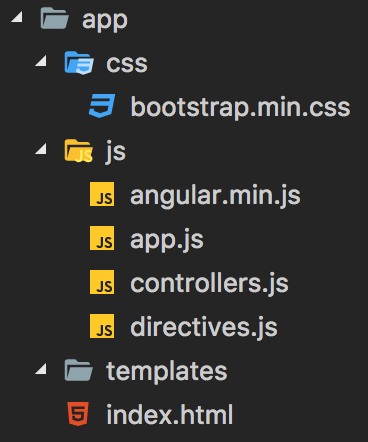 app
css
bootstrap.min.css
js
JS angular.min.js
JS app.js
JS controllers.js
JS directives.js
templates
index.html